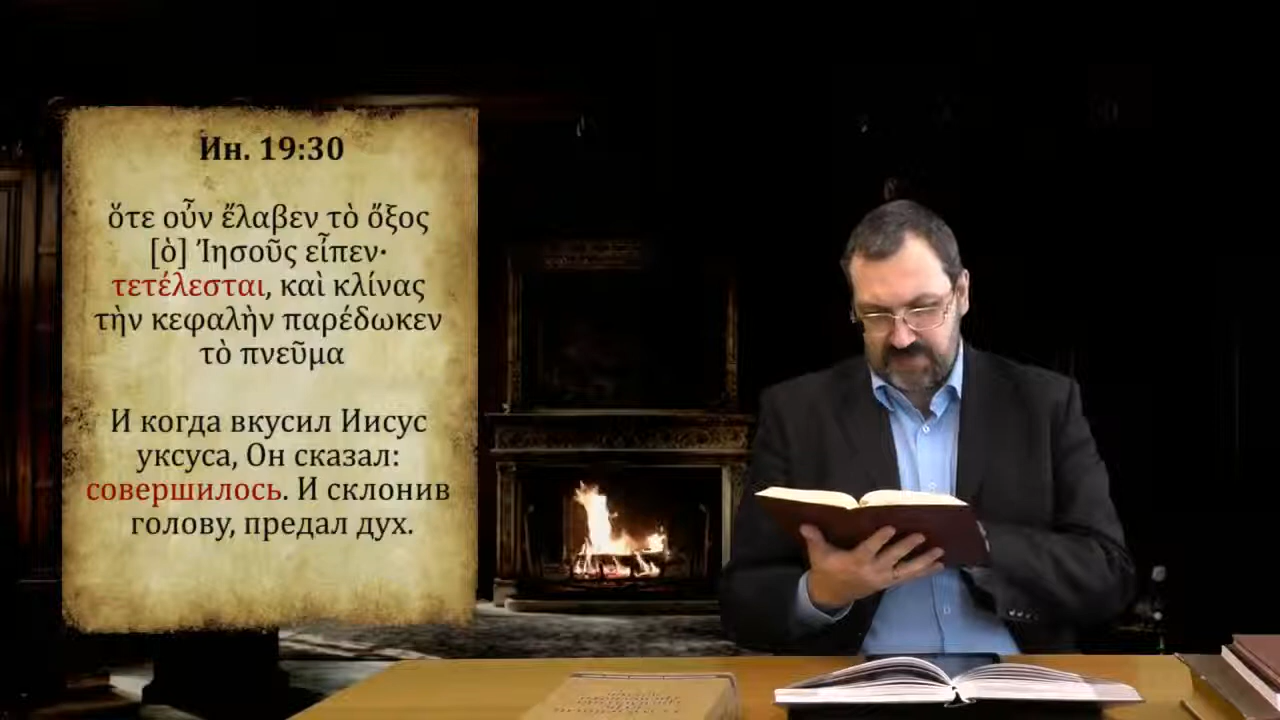 Ин. 19:30
ὅτε οὖν ἔλαβεν τὸ ὄξος
[ὁ] Ἰησοῦς εἶπεν·
τετέλεσται, καὶ κλίνας
τὴν κεφαλὴν παρέδωκεν
τὸ πνεῦμα
И когда вкусил Иисус
уксуса, Он сказал:
совершилось. И склонив
голову, предал дух.